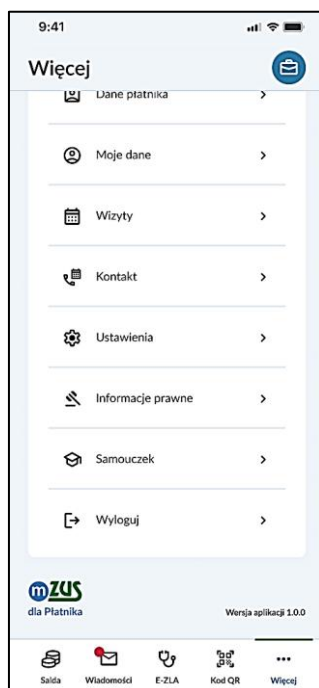 9:41
Więcej
Dane płatnika
Moje dane
Wizyty
Kontakt
Ustawienia
Informacje prawne
Samouczek
Wyloguj
mZUS
dla Płatnika
Wersja aplikacji 1.0.0
Salda Wiadomości E-ZLA Kod QR Więcej